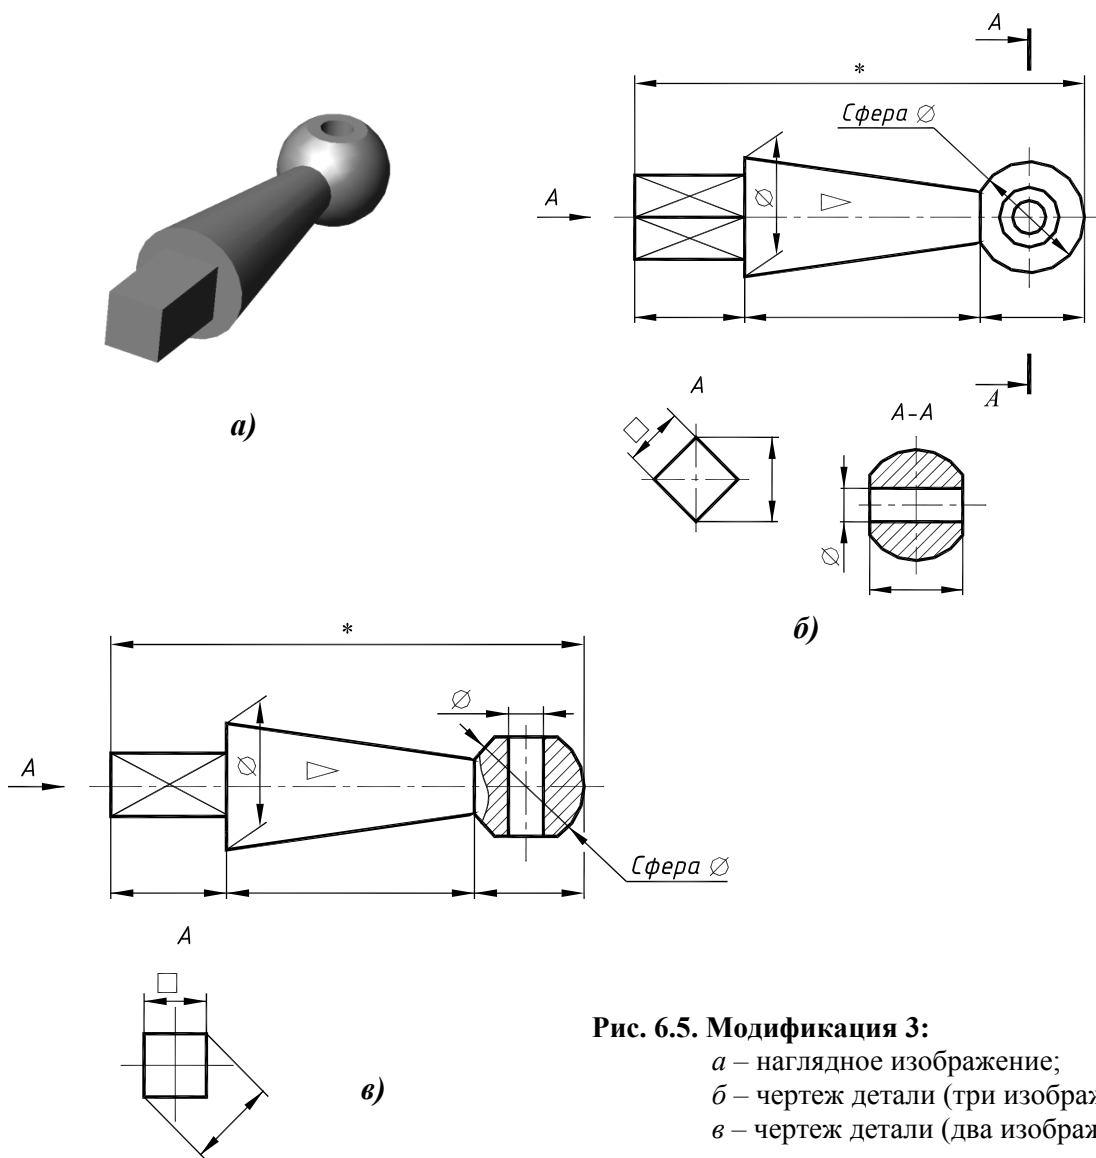 A
*
Сфера ∅
A
∅
A
а)
A
A
A-A
□
∅
б)
*
∅
A
∅
Сфера ∅
A
□
в)
Рис. 6.5. Модификация 3:
а – наглядное изображение;
б – чертеж детали (три изображ
в – чертеж детали (два изображ